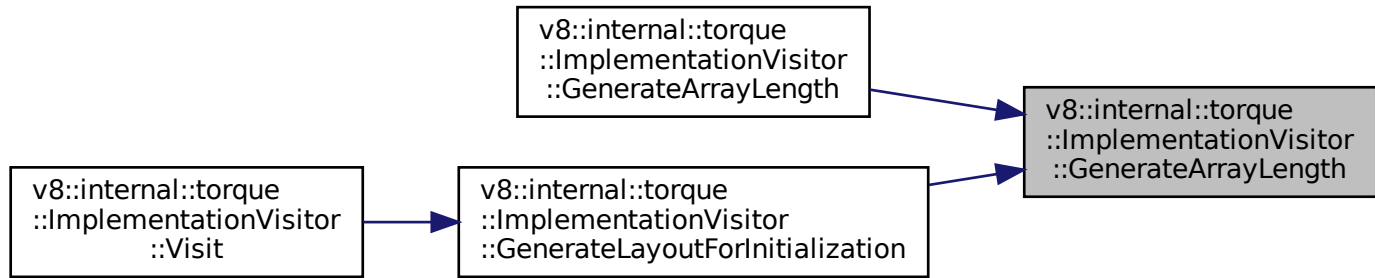 v8::internal::torque
::ImplementationVisitor
::GenerateArrayLength
v8::internal::torque
::ImplementationVisitor
::GenerateArrayLength
v8::internal::torque
::ImplementationVisitor
::Visit
v8::internal::torque
::ImplementationVisitor
::GenerateLayoutForInitialization